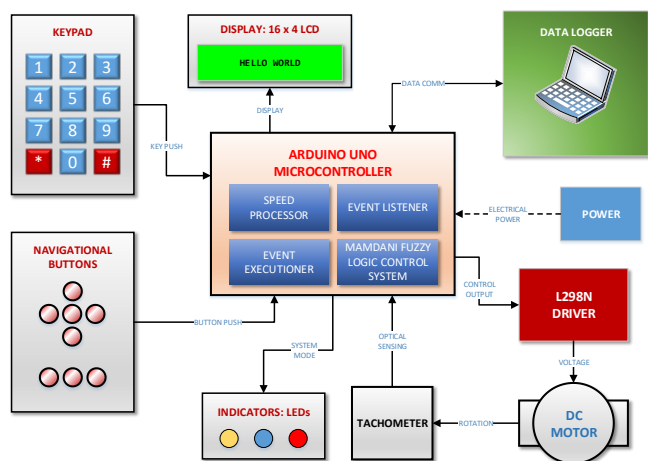 KEYPAD
1 2 3
4 5 6
7 8 9
* 0 #
DISPLAY: 16 x 4 LCD
HELLO WORLD
DATA LOGGER
DATA COMM
DISPLAY
KEY PUSH
ARDUINO UNO
MICROCONTROLLER
SPEED
PROCESSOR
EVENT LISTENER
EVENT
EXECUTIONER
MAMDANI FUZZY
LOGIC CONTROL
SYSTEM
ELECTRICAL
POWER
POWER
NAVIGATIONAL
BUTTONS
BUTTON PUSH
CONTROL
OUTPUT
L298N
DRIVER
SYSTEM
MODE
OPTICAL
SENSING
VOLTAGE
INDICATORS: LEDs
TACHOMETER
ROTATION
DC
MOTOR